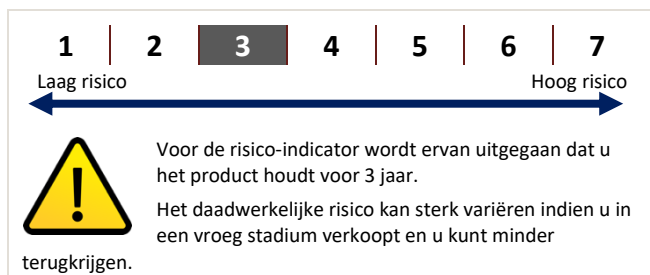 1 2 3 4 5 6 7
Laag risico Hoog risico
Voor de risico-indicator wordt ervan uitgegaan dat u
het product houdt voor 3 jaar.
Het daadwerkelijke risico kan sterk variëren indien u in
een vroeg stadium verkoopt en u kunt minder
terugkrijgen.